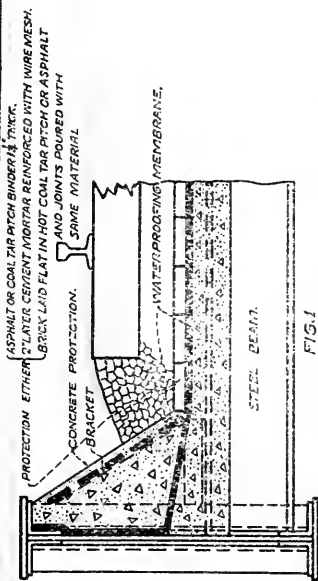 ASPHALT OR COAL TAR PITCH BINDER 1½ THICK.
PROTECTION EITHER 2" LAYER CEMENT MORTAR REINFORCED WITH WIRE MESH.
BRICK LAID FLAT IN HOT COAL TAR PITCH OR ASPHALT
AND JOINTS POURED WITH
SAME MATERIAL
CONCRETE PROTECTION.
BRACKET
WATERPROOFING MEMBRANE.
STEEL BEAM.
FIG.1